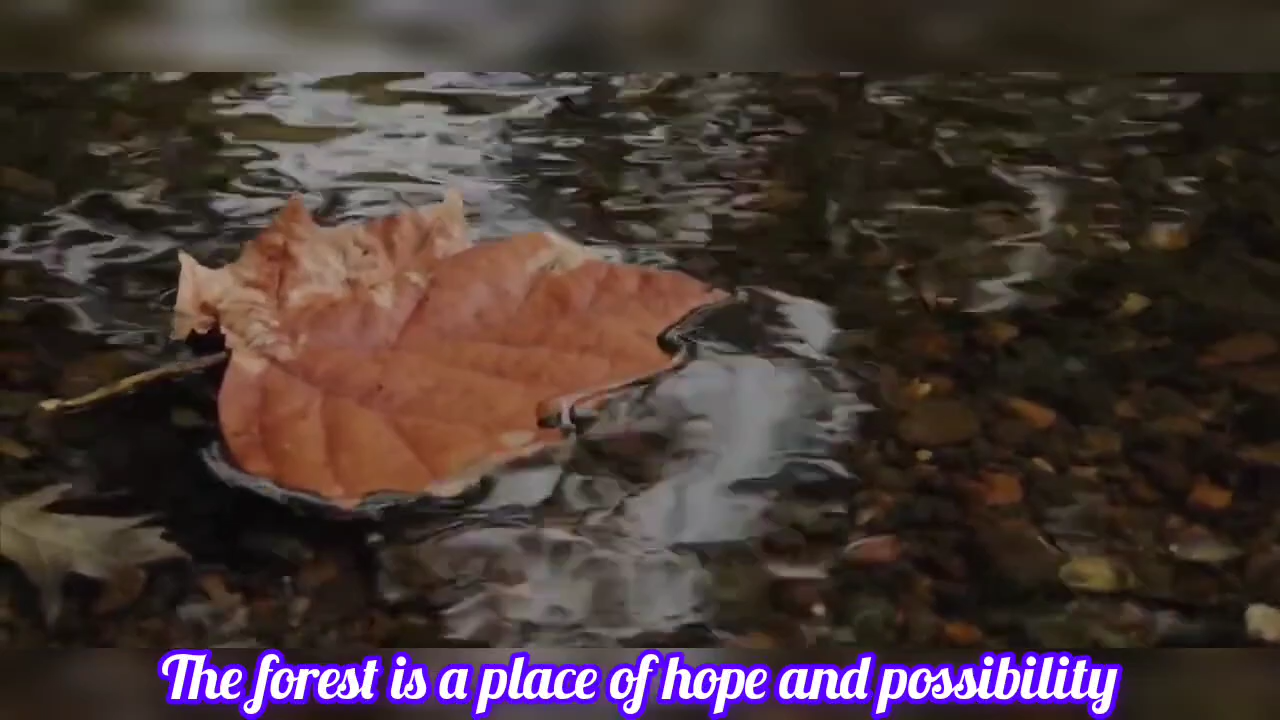 The forest is a place of hope and possibility